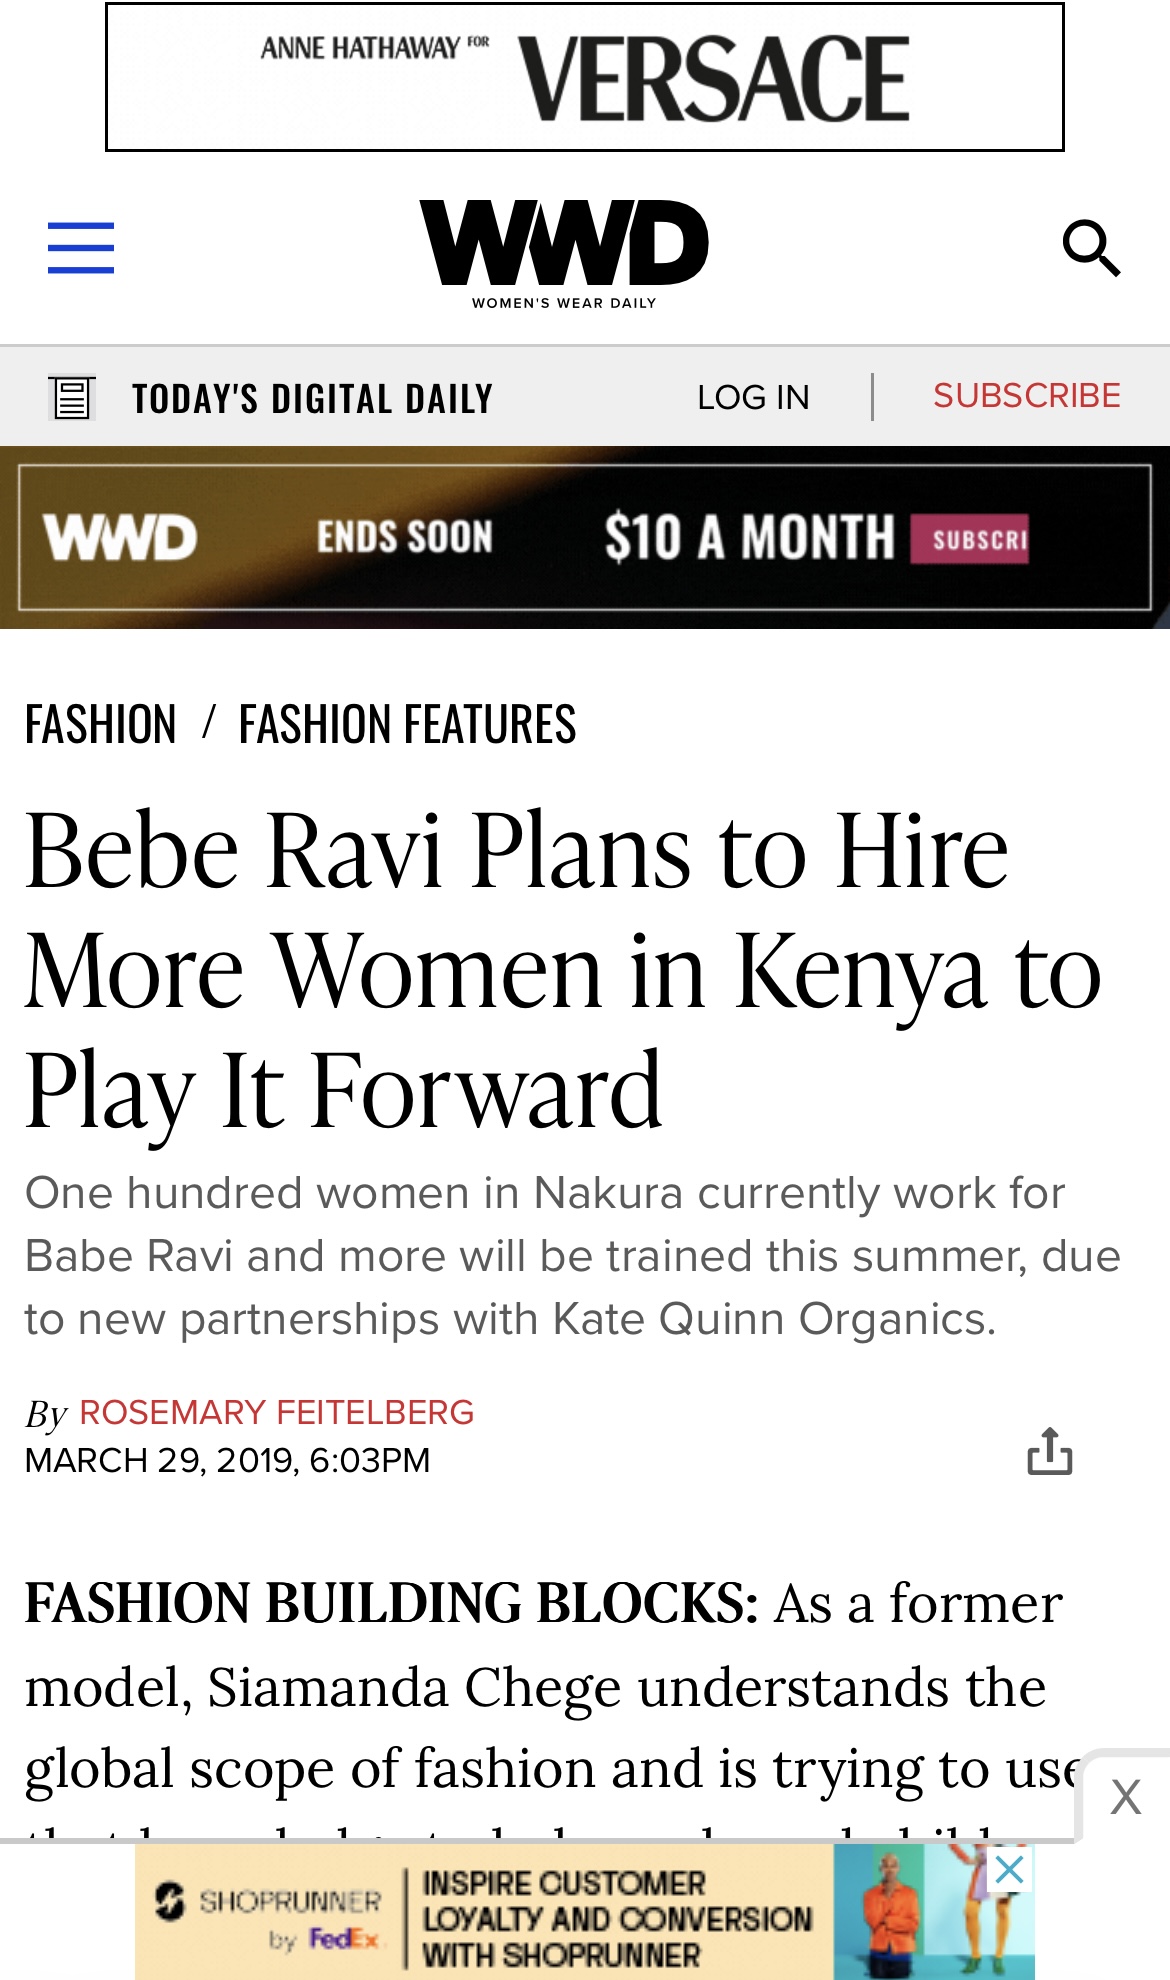 ANNE HATHAWAY FOR VERSACE
WWD
WOMEN'S WEAR DAILY
TODAY'S DIGITAL DAILY LOG IN SUBSCRIBE
WWD ENDS SOON $10 A MONTH SUBSCRI
FASHION / FASHION FEATURES
Bebe Ravi Plans to Hire
More Women in Kenya to
Play It Forward
One hundred women in Nakura currently work for
Babe Ravi and more will be trained this summer, due
to new partnerships with Kate Quinn Organics.
By ROSEMARY FEITELBERG
MARCH 29, 2019, 6:03PM
FASHION BUILDING BLOCKS: As a former
model, Siamanda Chege understands the
global scope of fashion and is trying to use
X
SHOPRUNNER
by FedEx
INSPIRE CUSTOMER
LOYALTY AND CONVERSION
WITH SHOPRUNNER